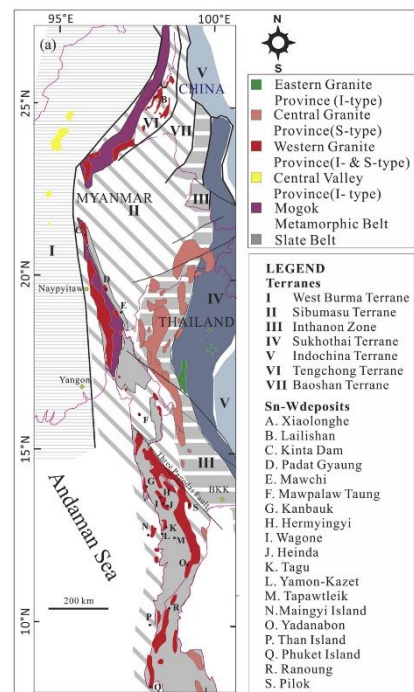 95°E
100°E
(a)
N
S
V
CHINA
A
B
25°N
VI
VII
MYANMAR
II
III
C
I
20°N
Naypyitaw
D
E
IV
THAILAND
Yangon
F
V
15°N
Three Pagodas Fault
III
G
H
I
J
S
BKK
N
K
L
M
Andaman Sea
O
200 km
R
P
10°N
Q
Eastern Granite
Province (I-type)
Central Granite
Province(S-type)
Western Granite
Province(I- & S-type)
Central Valley
Province(I- type)
Mogok
Metamorphic Belt
Slate Belt
LEGEND
Terranes
I West Burma Terrane
II Sibumasu Terrane
III Inthanon Zone
IV Sukhothai Terrane
V Indochina Terrane
VI Tengchong Terrane
VII Baoshan Terrane
Sn-Wdeposits
A. Xiaolonghe
B. Lailishan
C. Kinta Dam
D. Padat Gyaung
E. Mawchi
F. Mawpalaw Taung
G. Kanbauk
H. Hermyingyi
I. Wagone
J. Heinda
K. Tagu
L. Yamon-Kazet
M. Tapawtleik
N.Maingyi Island
O. Yadanabon
P. Than Island
Q. Phuket Island
R. Ranoung
S. Pilok